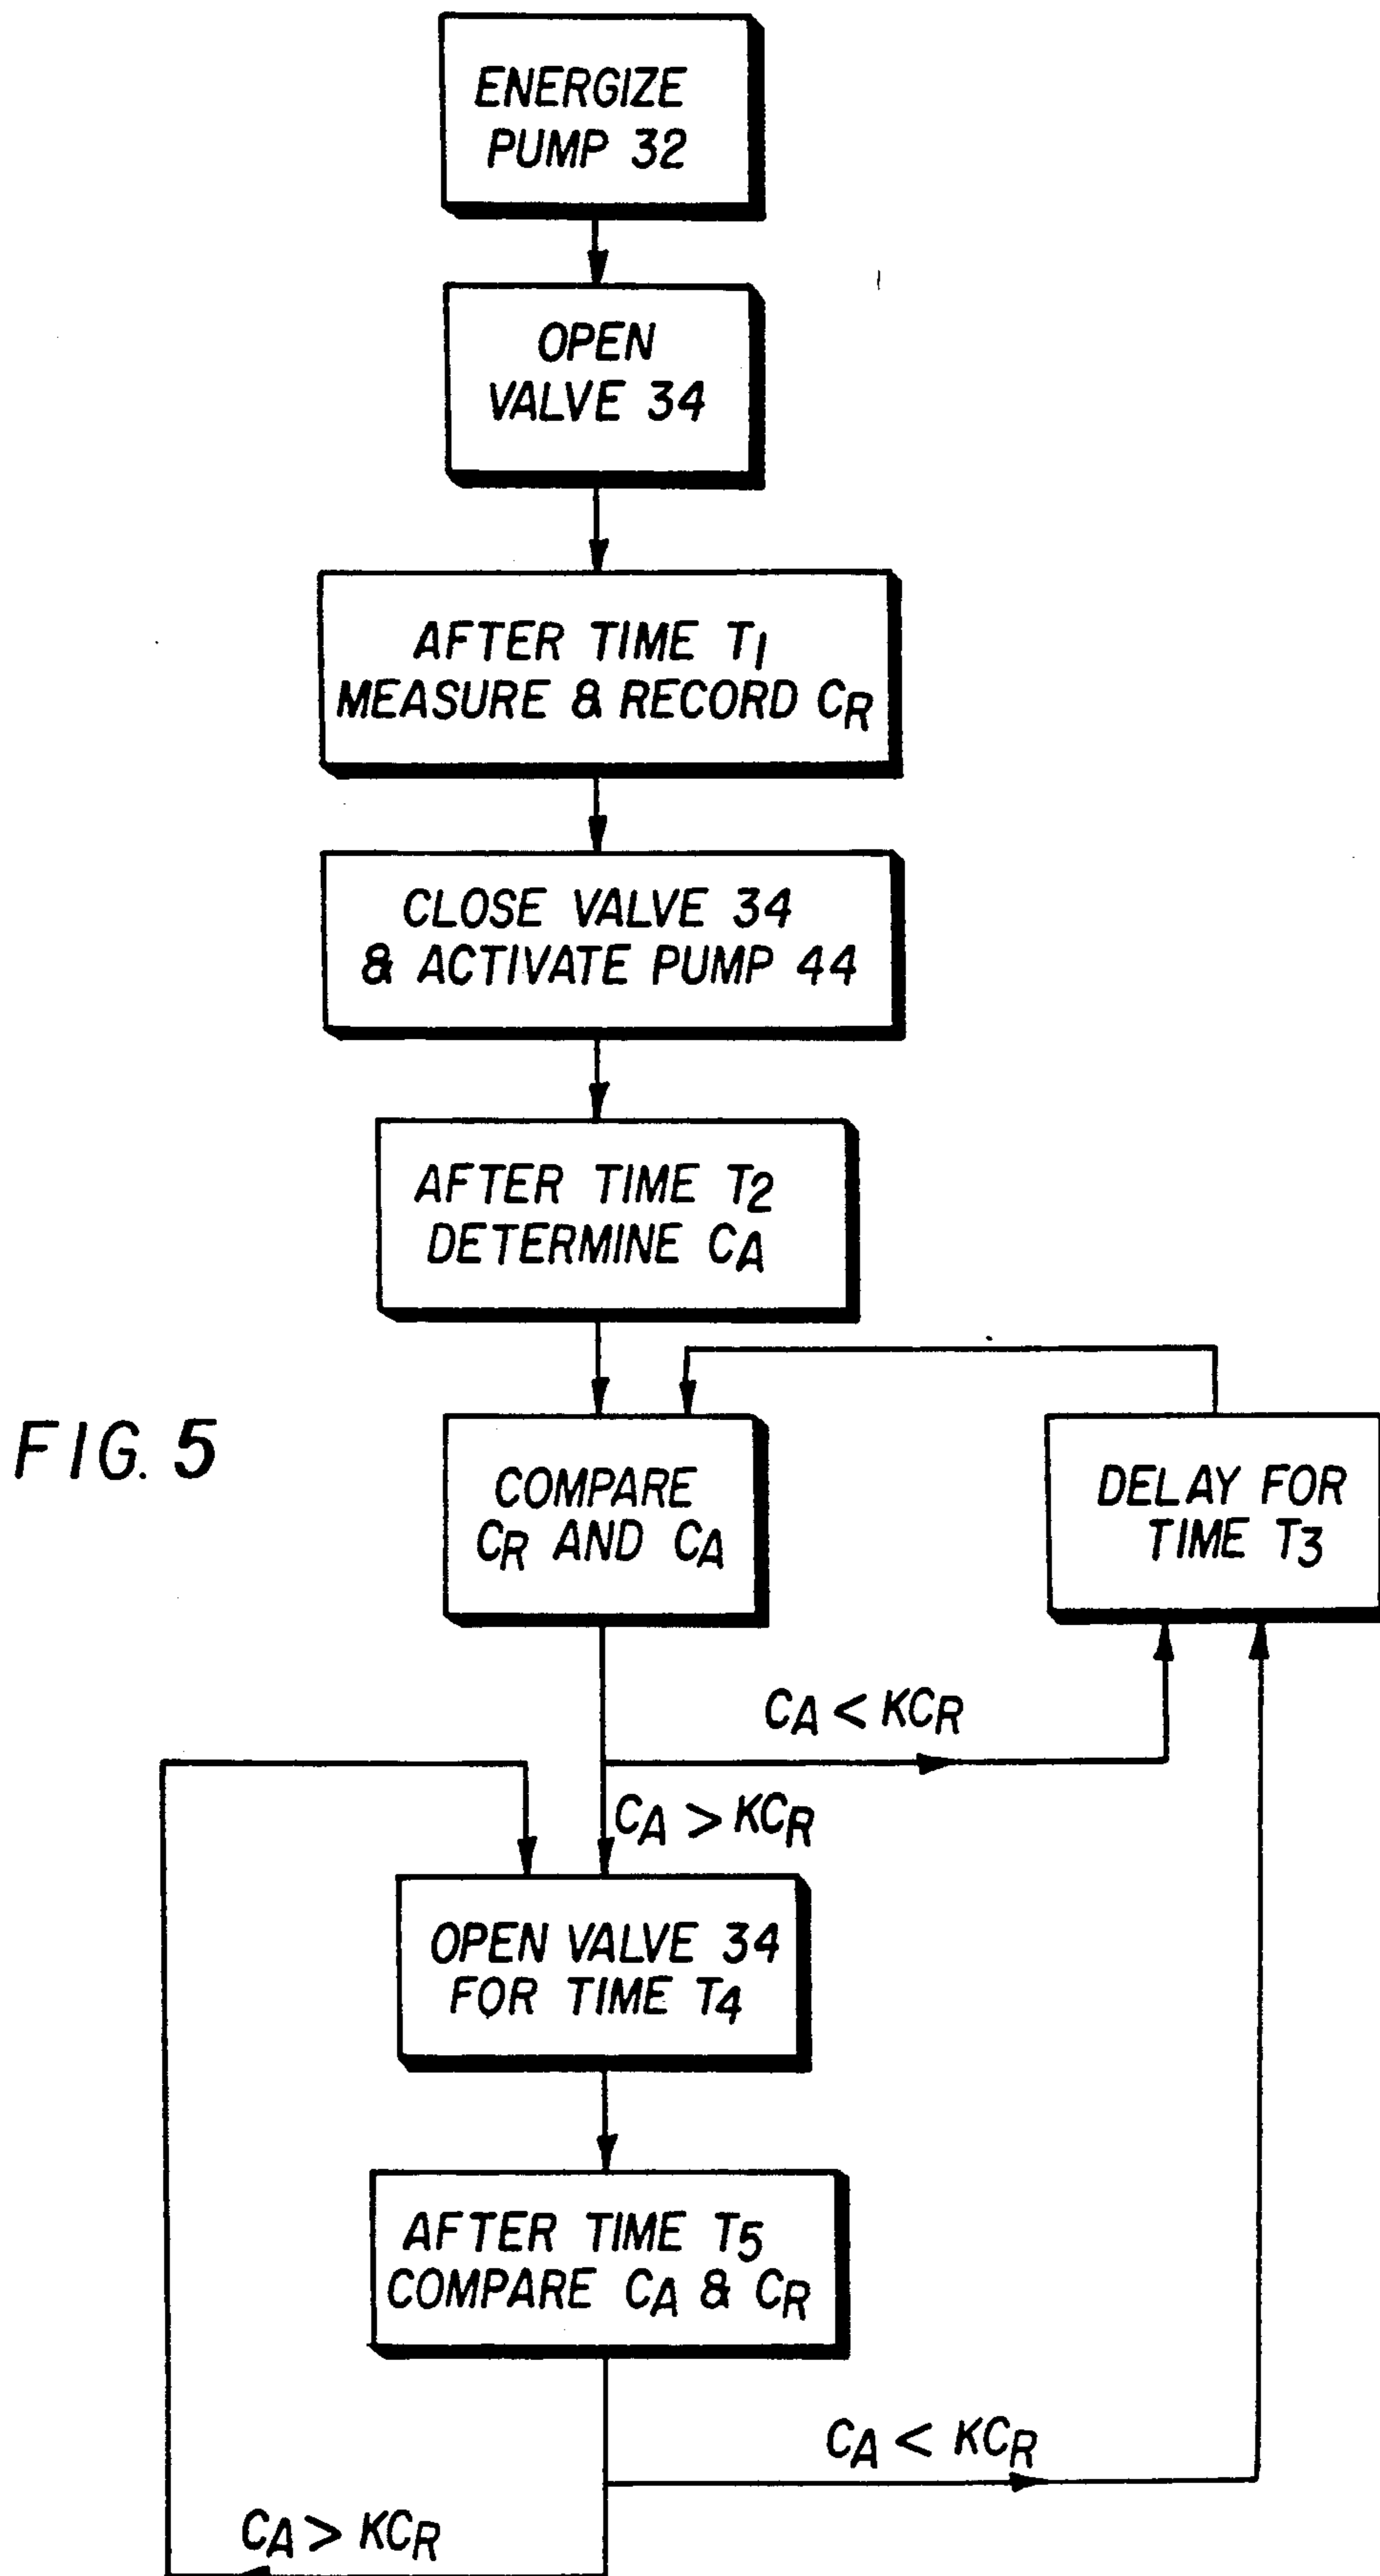 ENERGIZE
PUMP 32
OPEN
VALVE 34
AFTER TIME T1
MEASURE & RECORD CR
CLOSE VALVE 34
& ACTIVATE PUMP 44
AFTER TIME T2
DETERMINE CA
FIG. 5
COMPARE
CR AND CA
DELAY FOR
TIME T3
CA < KCR
CA > KCR
OPEN VALVE 34
FOR TIME T4
AFTER TIME T5
COMPARE CA & CR
CA < KCR
CA > KCR